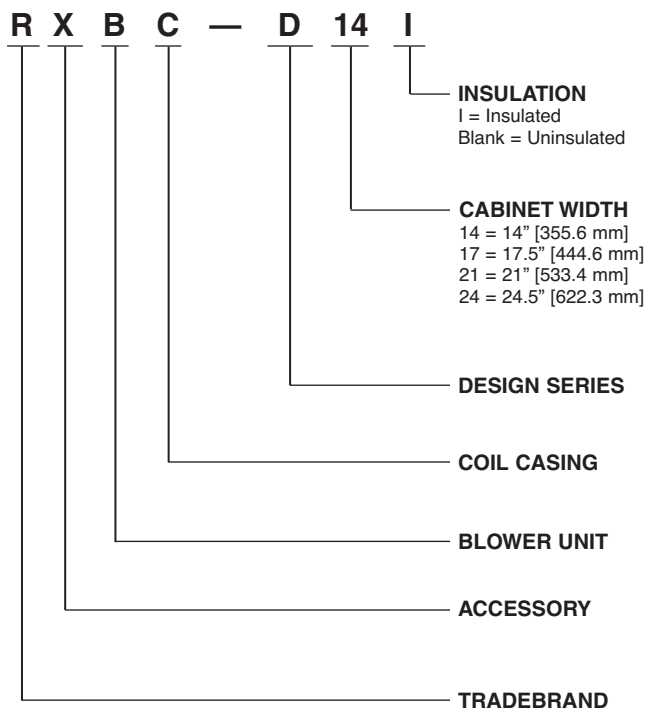 R X B C — D 14 I
INSULATION
I = Insulated
Blank = Uninsulated
CABINET WIDTH
14 = 14” [355.6 mm]
17 = 17.5” [444.6 mm]
21 = 21” [533.4 mm]
24 = 24.5” [622.3 mm]
DESIGN SERIES
COIL CASING
BLOWER UNIT
ACCESSORY
TRADEBRAND